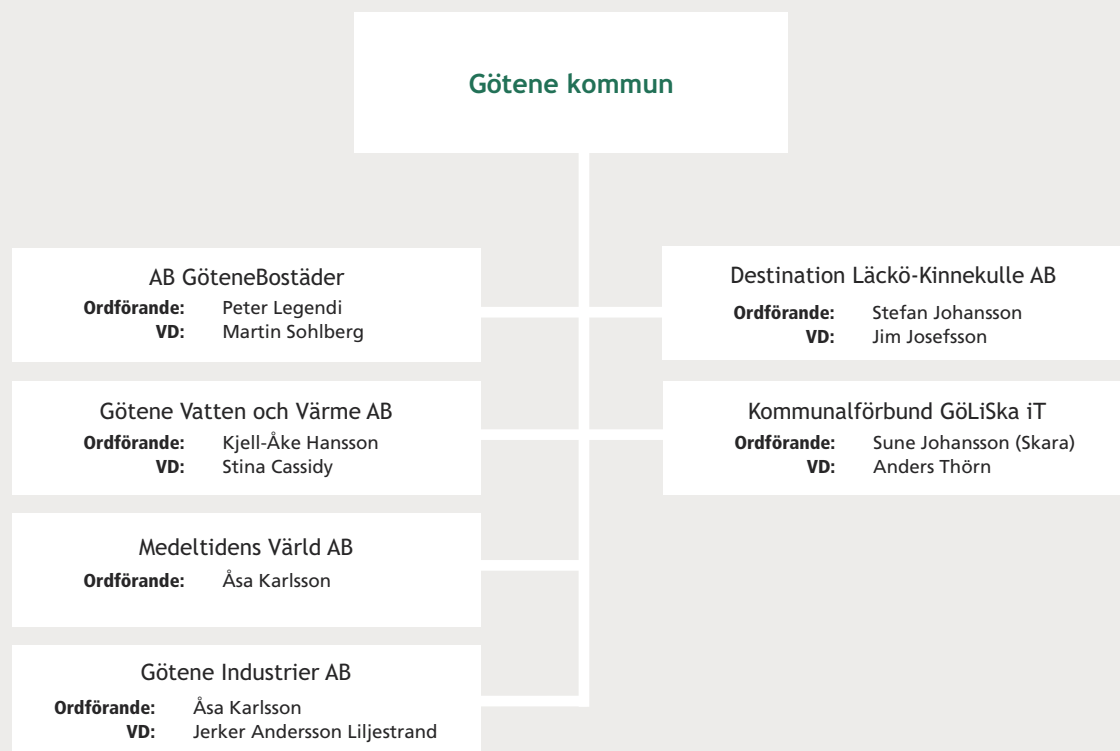 Götene kommun
AB GöteneBostäder
Ordförande: Peter Legendi
VD: Martin Sohlberg
Götene Vatten och Värme AB
Ordförande: Kjell-Åke Hansson
VD: Stina Cassidy
Medeltidens Värld AB
Ordförande: Åsa Karlsson
Götene Industrier AB
Ordförande: Åsa Karlsson
VD: Jerker Andersson Liljestrand
Destination Läckö-Kinnekulle AB
Ordförande: Stefan Johansson
VD: Jim Josefsson
Kommunalförbund GöLiSka iT
Ordförande: Sune Johansson (Skara)
VD: Anders Thörn